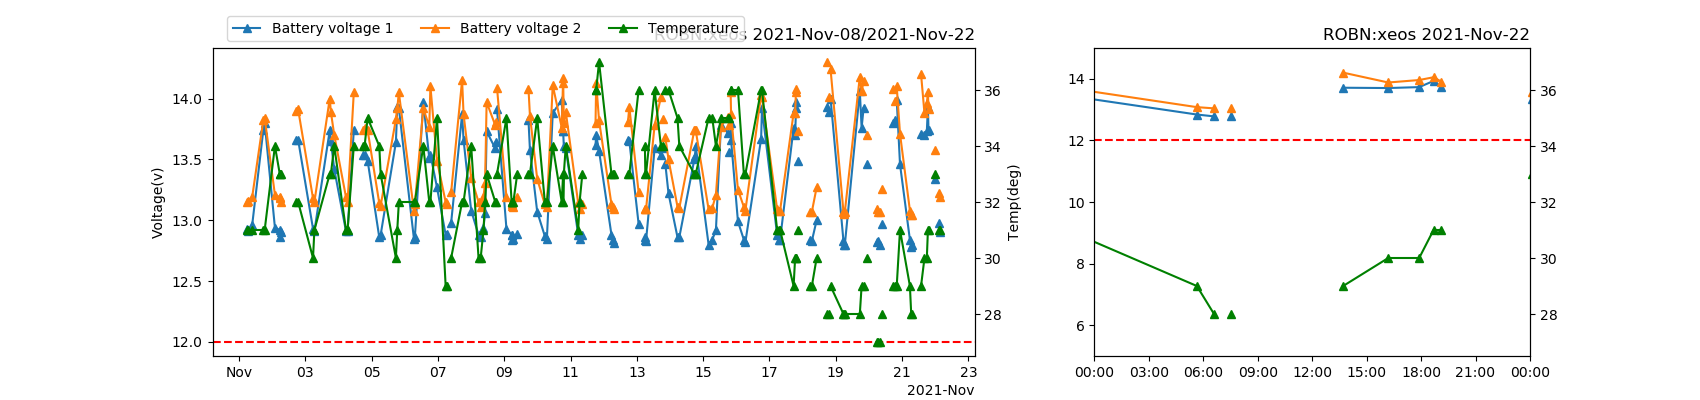 Battery voltage 1 Battery voltage 2 Temperature
ROBN:xeos 2021-Nov-08/2021-Nov-22
ROBN:xeos 2021-Nov-22
Voltage(v)
14.0
13.5
13.0
12.5
12.0
36
34
32
30
28
Temp(deg)
Nov 03 05 07 09 11 13 15 17 19 21 23
2021-Nov
14
12
10
8
6
36
34
32
30
28
00:00 03:00 06:00 09:00 12:00 15:00 18:00 21:00 00:00